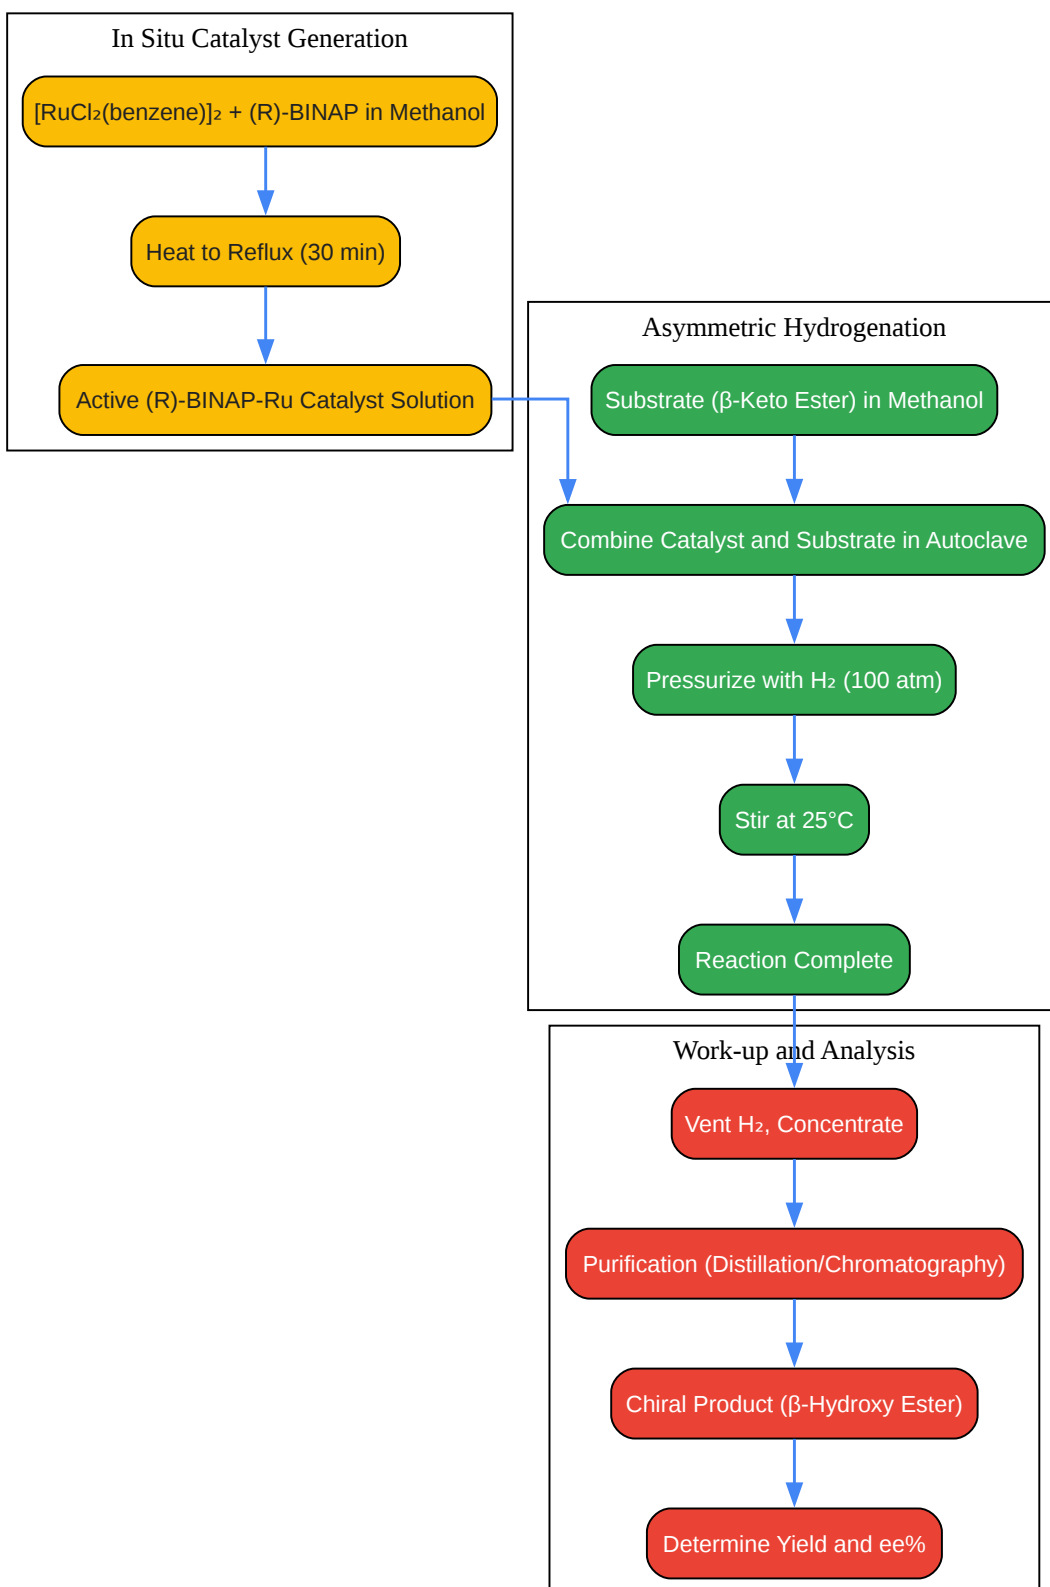 In Situ Catalyst Generation
[RuCl₂(benzene)]₂ + (R)-BINAP in Methanol
Heat to Reflux (30 min)
Active (R)-BINAP-Ru Catalyst Solution
Asymmetric Hydrogenation
Substrate (β-Keto Ester) in Methanol
Combine Catalyst and Substrate in Autoclave
Pressurize with H₂ (100 atm)
Stir at 25°C
Reaction Complete
Work-up and Analysis
Vent H₂, Concentrate
Purification (Distillation/Chromatography)
Chiral Product (β-Hydroxy Ester)
Determine Yield and ee%